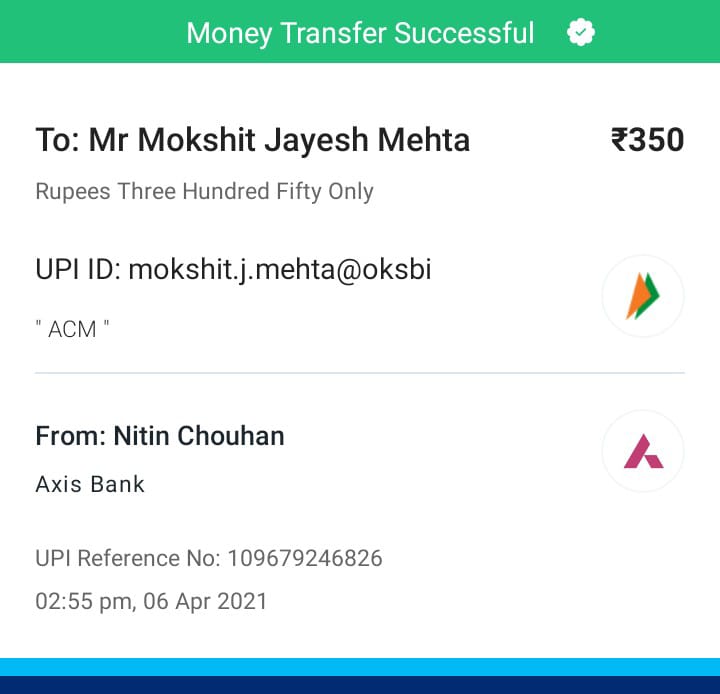 Money Transfer Successful
To: Mr Mokshit Jayesh Mehta ₹350
Rupees Three Hundred Fifty Only
UPI ID: mokshit.j.mehta@oksbi
" ACM "
From: Nitin Chouhan
Axis Bank
UPI Reference No: 109679246826
02:55 pm, 06 Apr 2021